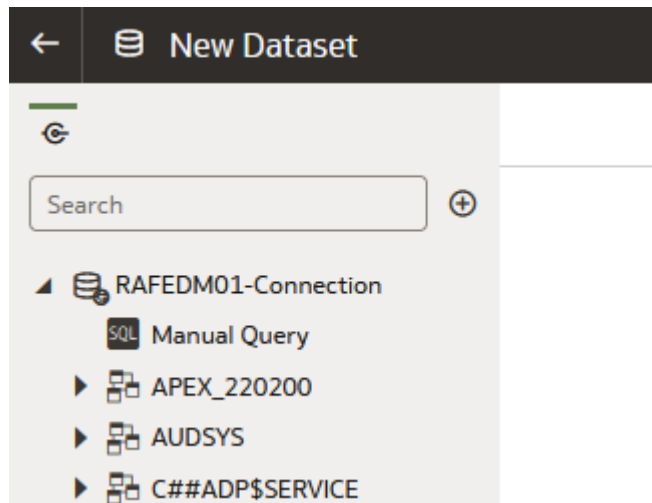 New Dataset
Search
RAFEDM01-Connection
SQL Manual Query
APEX_220200
AUDSYS
C##ADP$SERVICE